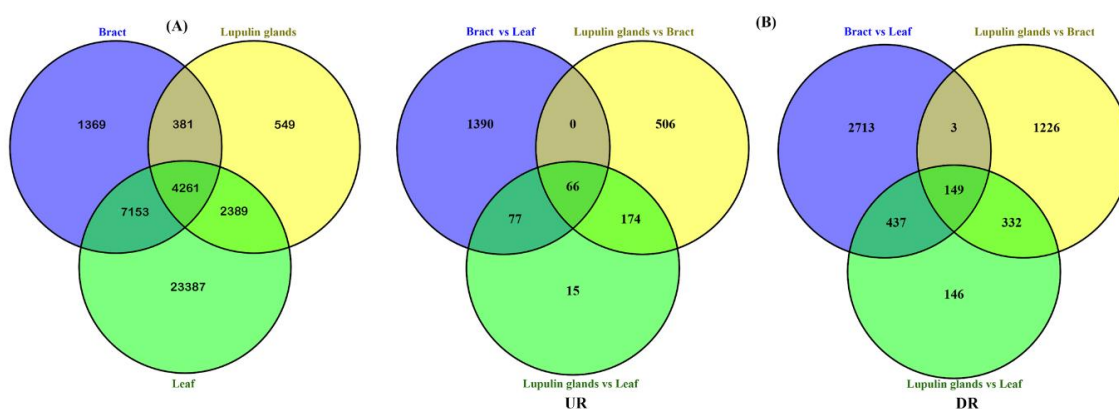 (A)
Bract
Lupulin glands
1369
381
549
4261
7153
2389
23387
Leaf
(B)
Bract vs Leaf
Lupulin glands vs Bract
1390
0
506
66
77
174
15
Lupulin glands vs Leaf
UR
Bract vs Leaf
Lupulin glands vs Bract
2713
3
1226
149
437
332
146
Lupulin glands vs Leaf
DR